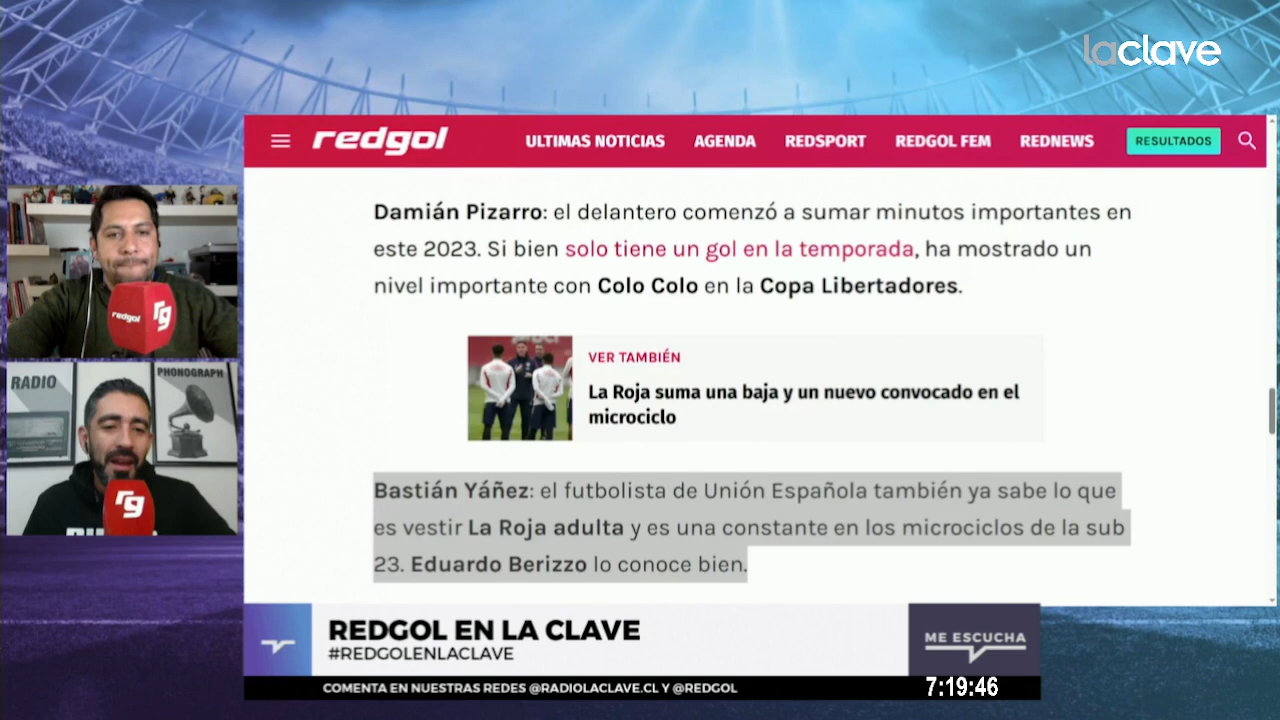 laclave
redgol
ULTIMAS NOTICIAS AGENDA REDSPORT REDGOL FEM REDNEWS RESULTADOS
Damián Pizarro: el delantero comenzó a sumar minutos importantes en
este 2023. Si bien solo tiene un gol en la temporada, ha mostrado un
nivel importante con Colo Colo en la Copa Libertadores.
VER TAMBIÉN
La Roja suma una baja y un nuevo convocado en el
microciclo
Bastián Yáñez: el futbolista de Unión Española también ya sabe lo que
es vestir La Roja adulta y es una constante en los microciclos de la sub
23. Eduardo Berizzo lo conoce bien.
redgol rg
RADIO
PHONOGRAPH
rg
REDGOL EN LA CLAVE
#REDGOLENLACLAVE
ME ESCUCHA
COMENTA EN NUESTRAS REDES @RADIOLACLAVE.CL Y @REDGOL
7:19:46